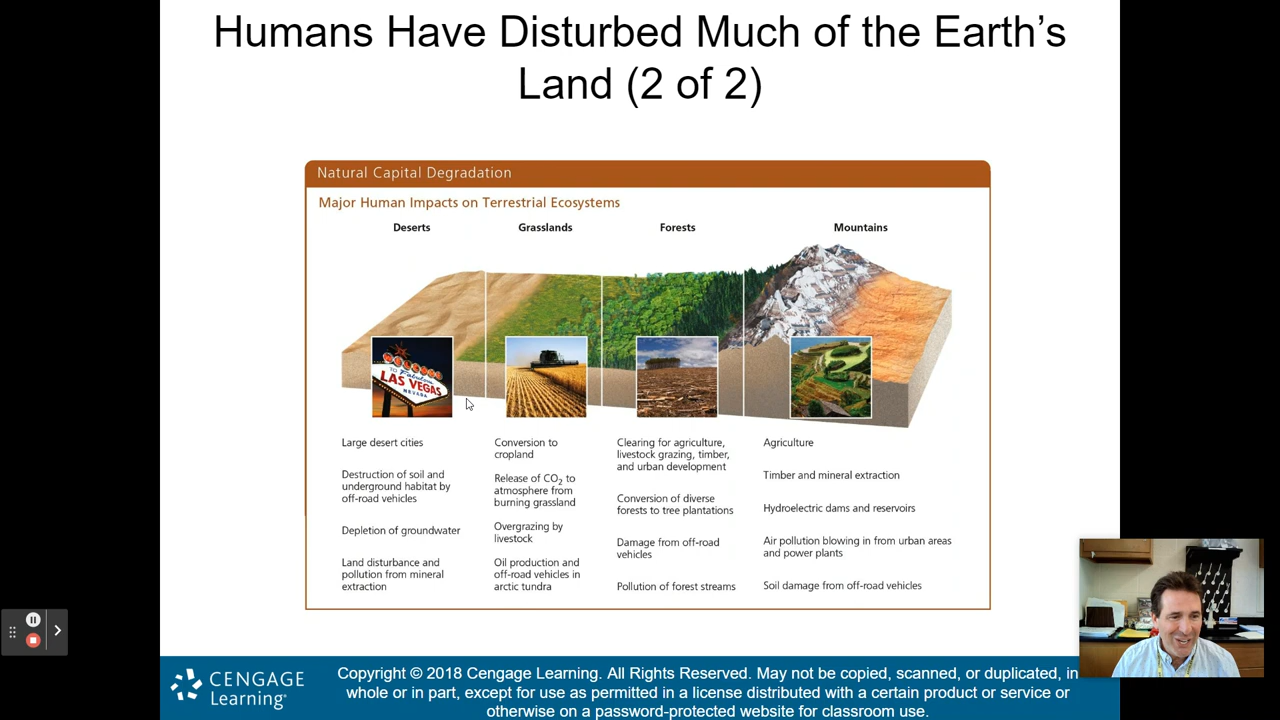 Humans Have Disturbed Much of the Earth’s
Land (2 of 2)
Natural Capital Degradation
Major Human Impacts on Terrestrial Ecosystems
Deserts
Grasslands
Forests
Mountains
WELCOME
TO Fabulous
LAS VEGAS
NEVADA
Large desert cities
Destruction of soil and
underground habitat by
off-road vehicles
Depletion of groundwater
Land disturbance and
pollution from mineral
extraction
Conversion to
cropland
Release of CO₂ to
atmosphere from
burning grassland
Overgrazing by
livestock
Oil production and
off-road vehicles in
arctic tundra
Clearing for agriculture,
livestock grazing, timber,
and urban development
Conversion of diverse
forests to tree plantations
Damage from off-road
vehicles
Pollution of forest streams
Agriculture
Timber and mineral extraction
Hydroelectric dams and reservoirs
Air pollution blowing in from urban areas
and power plants
Soil damage from off-road vehicles
CENGAGE
Learning®
Copyright © 2018 Cengage Learning. All Rights Reserved. May not be copied, scanned, or duplicated, in
whole or in part, except for use as permitted in a license distributed with a certain product or service or
otherwise on a password-protected website for classroom use.